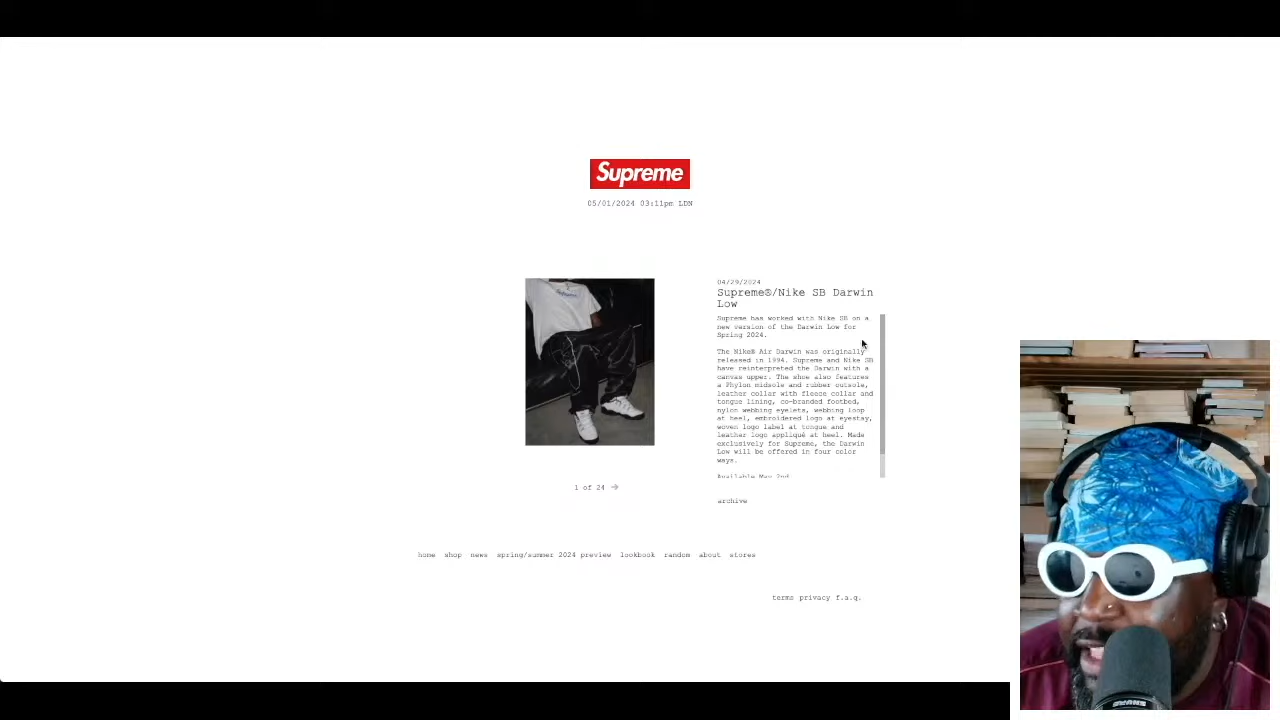 Supreme
05/01/2024 03:11pm LDN
04/29/2024
Supreme®/Nike SB Darwin
Low
Supreme has worked with Nike SB on a
new version of the Darwin Low for
Spring 2024.
The Nike® Air Darwin was originally
released in 1994. Supreme and Nike SB
have reinterpreted the Darwin with a
canvas upper. The shoe also features
a Phylon midsole and rubber outsole,
leather collar with fleece collar and
tongue lining, co-branded footbed,
nylon webbing eyelets, webbing loop
at heel, embroidered logo at eyestay,
woven logo label at tongue and
leather logo appliqué at heel. Made
exclusively for Supreme, the Darwin
Low will be offered in four color
ways.
Available May 2nd
1 of 24
archive
home shop news spring/summer 2024 preview lookbook random about stores
terms privacy f.a.q.
SHURE